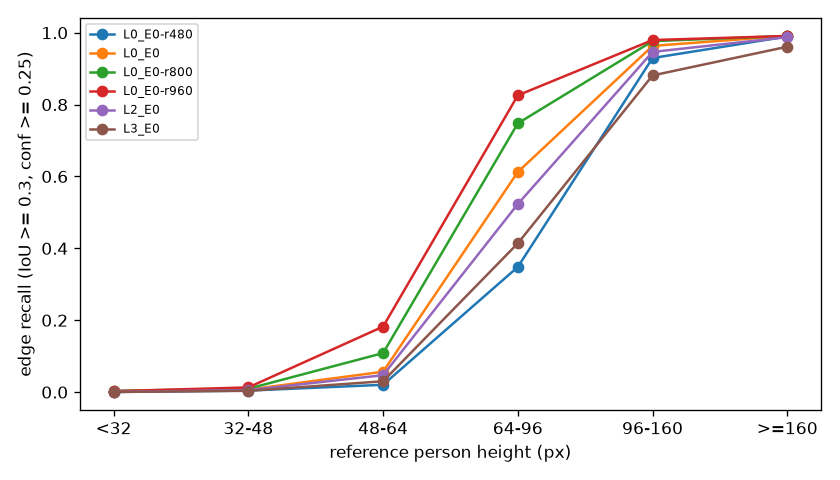 L0_E0-r480
L0_E0
L0_E0-r800
L0_E0-r960
L2_E0
L3_E0
edge recall (IoU >= 0.3, conf >= 0.25)
1.0
0.8
0.6
0.4
0.2
0.0
<32 32-48 48-64 64-96 96-160 >=160
reference person height (px)